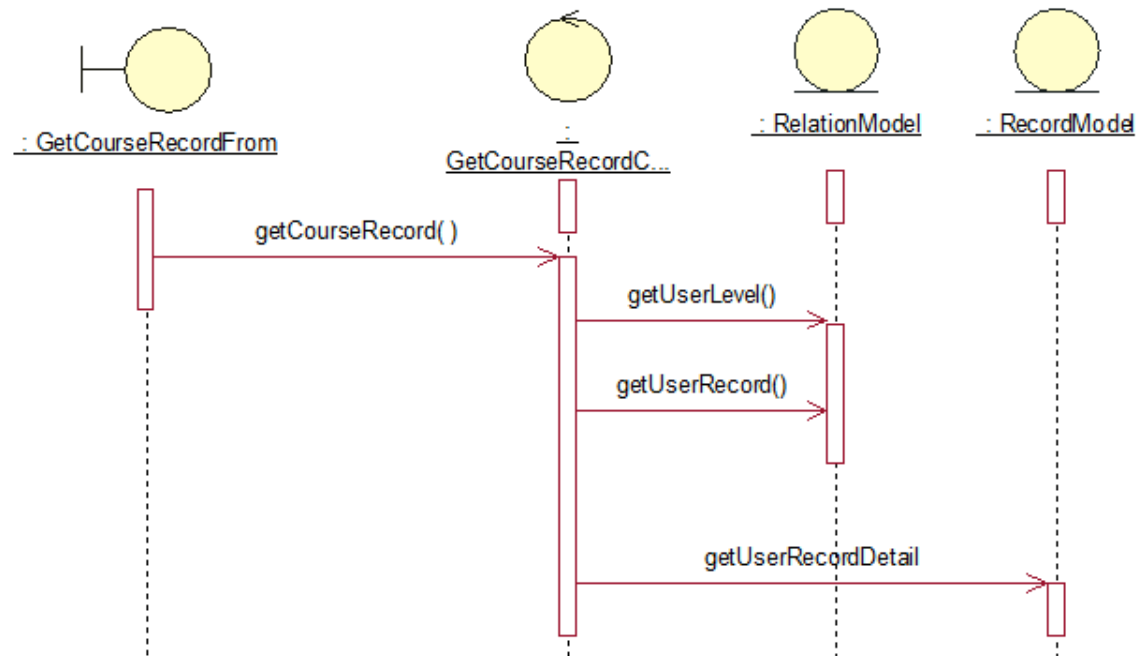 : GetCourseRecordFrom
:
GetCourseRecordC...
: RelationModel
: RecordModel
getCourseRecord( )
getUserLevel()
getUserRecord()
getUserRecordDetail